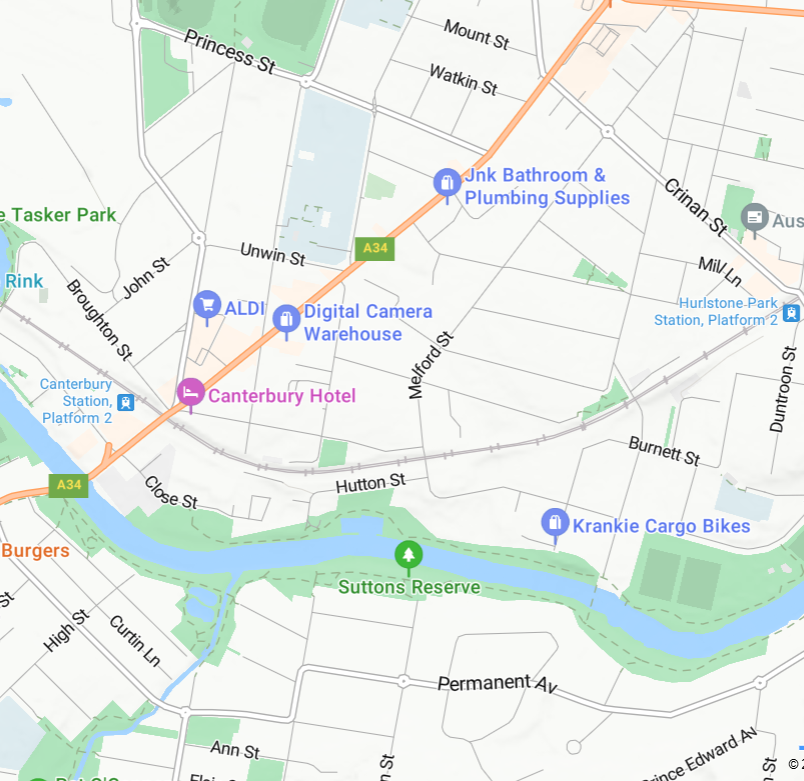 Mount St
Princess St
Watkin St
Jnk Bathroom &
Plumbing Supplies
Crinan St
e Tasker Park
Aus
A34
Unwin St
Mill Ln
John St
Rink
Broughton St
ALDI
Digital Camera
Warehouse
Hurlstone Park
Station, Platform 2
Melford St
Duntroon St
Canterbury
Station,
Platform 2
Canterbury Hotel
Burnett St
A34
Close St
Hutton St
Krankie Cargo Bikes
Burgers
Suttons Reserve
St
High St
Curtin Ln
Permanent Av
Ann St
Prince Edward Av
n St
St
©